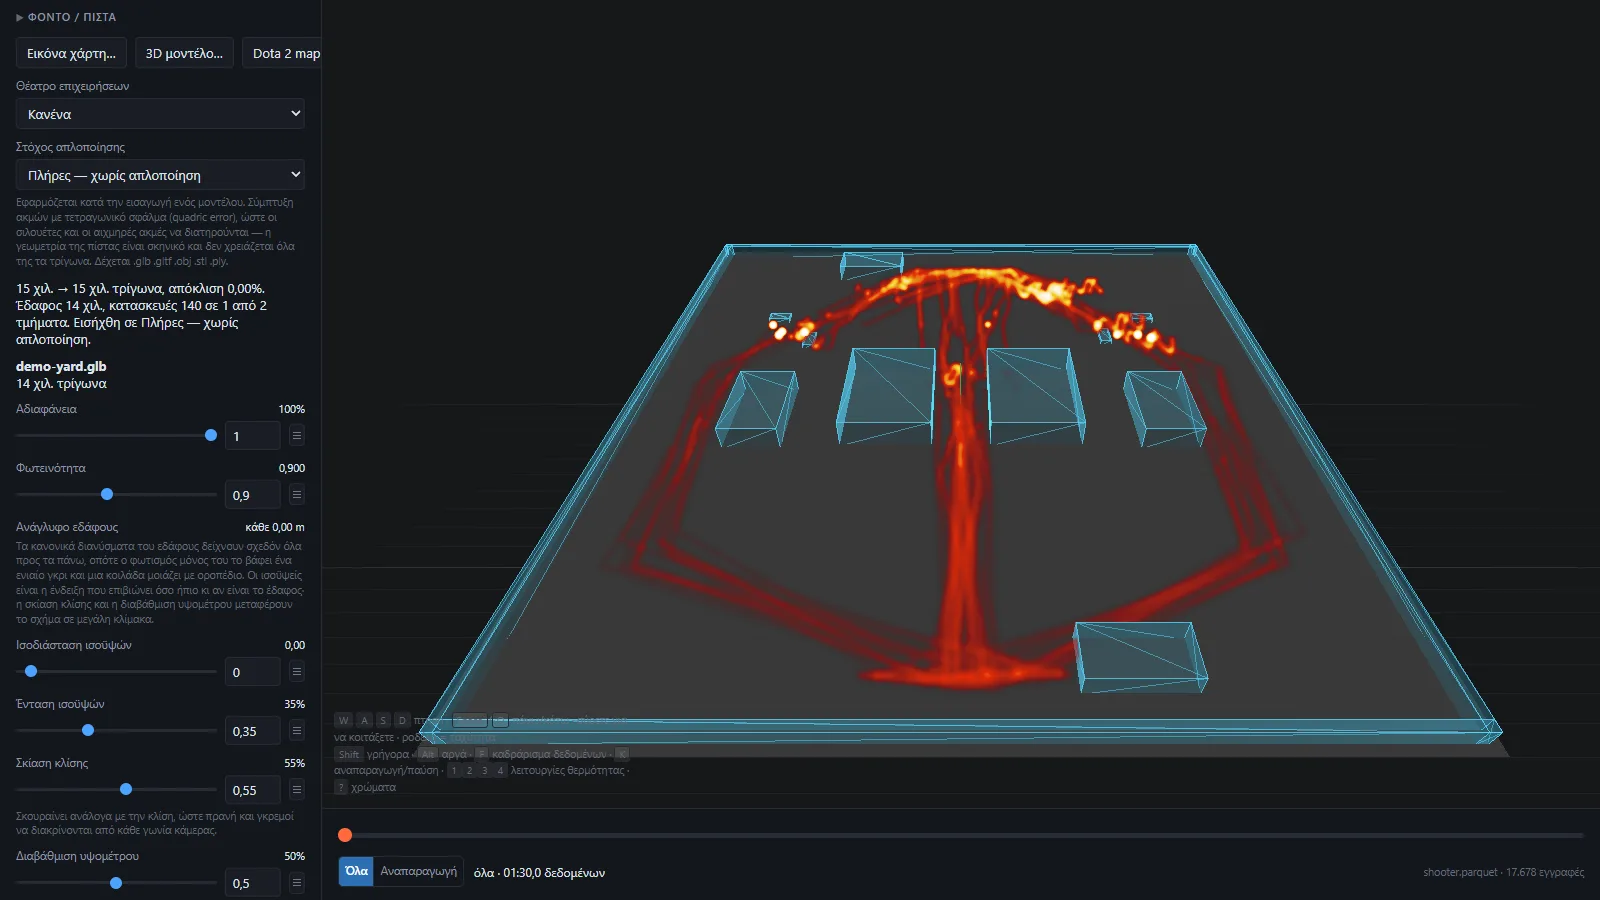 ▶ ΦΟΝΤΟ / ΠΙΣΤΑ
Εικόνα χάρτη...
3D μοντέλο...
Dota 2 map
Θέατρο επιχειρήσεων
Κανένα
Στόχος απλοποίησης
Πλήρες — χωρίς απλοποίηση
Εφαρμόζεται κατά την εισαγωγή ενός μοντέλου. Σύμπτυξη
ακμών με τετραγωνικό σφάλμα (quadric error), ώστε οι
σιλουέτες και οι αιχμηρές ακμές να διατηρούνται — η
γεωμετρία της πίστας είναι σκηνικό και δεν χρειάζεται όλα
της τα τρίγωνα. Δέχεται .glb .gltf .obj .stl .ply.
15 χιλ. → 15 χιλ. τρίγωνα, απόκλιση 0,00%.
Έδαφος 14 χιλ., κατασκευές 140 σε 1 από 2
τμήματα. Εισήχθη σε Πλήρες — χωρίς
απλοποίηση.
demo-yard.glb
14 χιλ. τρίγωνα
Αδιαφάνεια 100%
1
Φωτεινότητα 0,900
0,9
Ανάγλυφο εδάφους κάθε 0,00 m
Τα κανονικά διανύσματα του εδάφους δείχνουν σχεδόν όλα
προς τα πάνω, οπότε ο φωτισμός μόνος του το βάφει ένα
ενιαίο γκρι και μια κοιλάδα μοιάζει με οροπέδιο. Οι ισοϋψείς
είναι η ένδειξη που επιβιώνει όσο ήπιο κι αν είναι το έδαφος·
η σκίαση κλίσης και η διαβάθμιση υψομέτρου μεταφέρουν
το σχήμα σε μεγάλη κλίμακα.
Ισοδιάσταση ισοϋψών 0,00
0
Ένταση ισοϋψών 35%
0,35
Σκίαση κλίσης 55%
0,55
Σκουραίνει ανάλογα με την κλίση, ώστε πρανή και γκρεμοί
να διακρίνονται από κάθε γωνία κάμερας.
Διαβάθμιση υψομέτρου 50%
0,5
W A S D
να κοιτάξετε ·
Shift γρήγορα · Alt αργά · F καδράρισμα δεδομένων · K
αναπαραγωγή/παύση · 1 2 3 4 λειτουργίες θερμότητας ·
? χρώματα
Όλα Αναπαραγωγή όλα · 01:30,0 δεδομένων
shooter.parquet · 17.678 εγγραφές